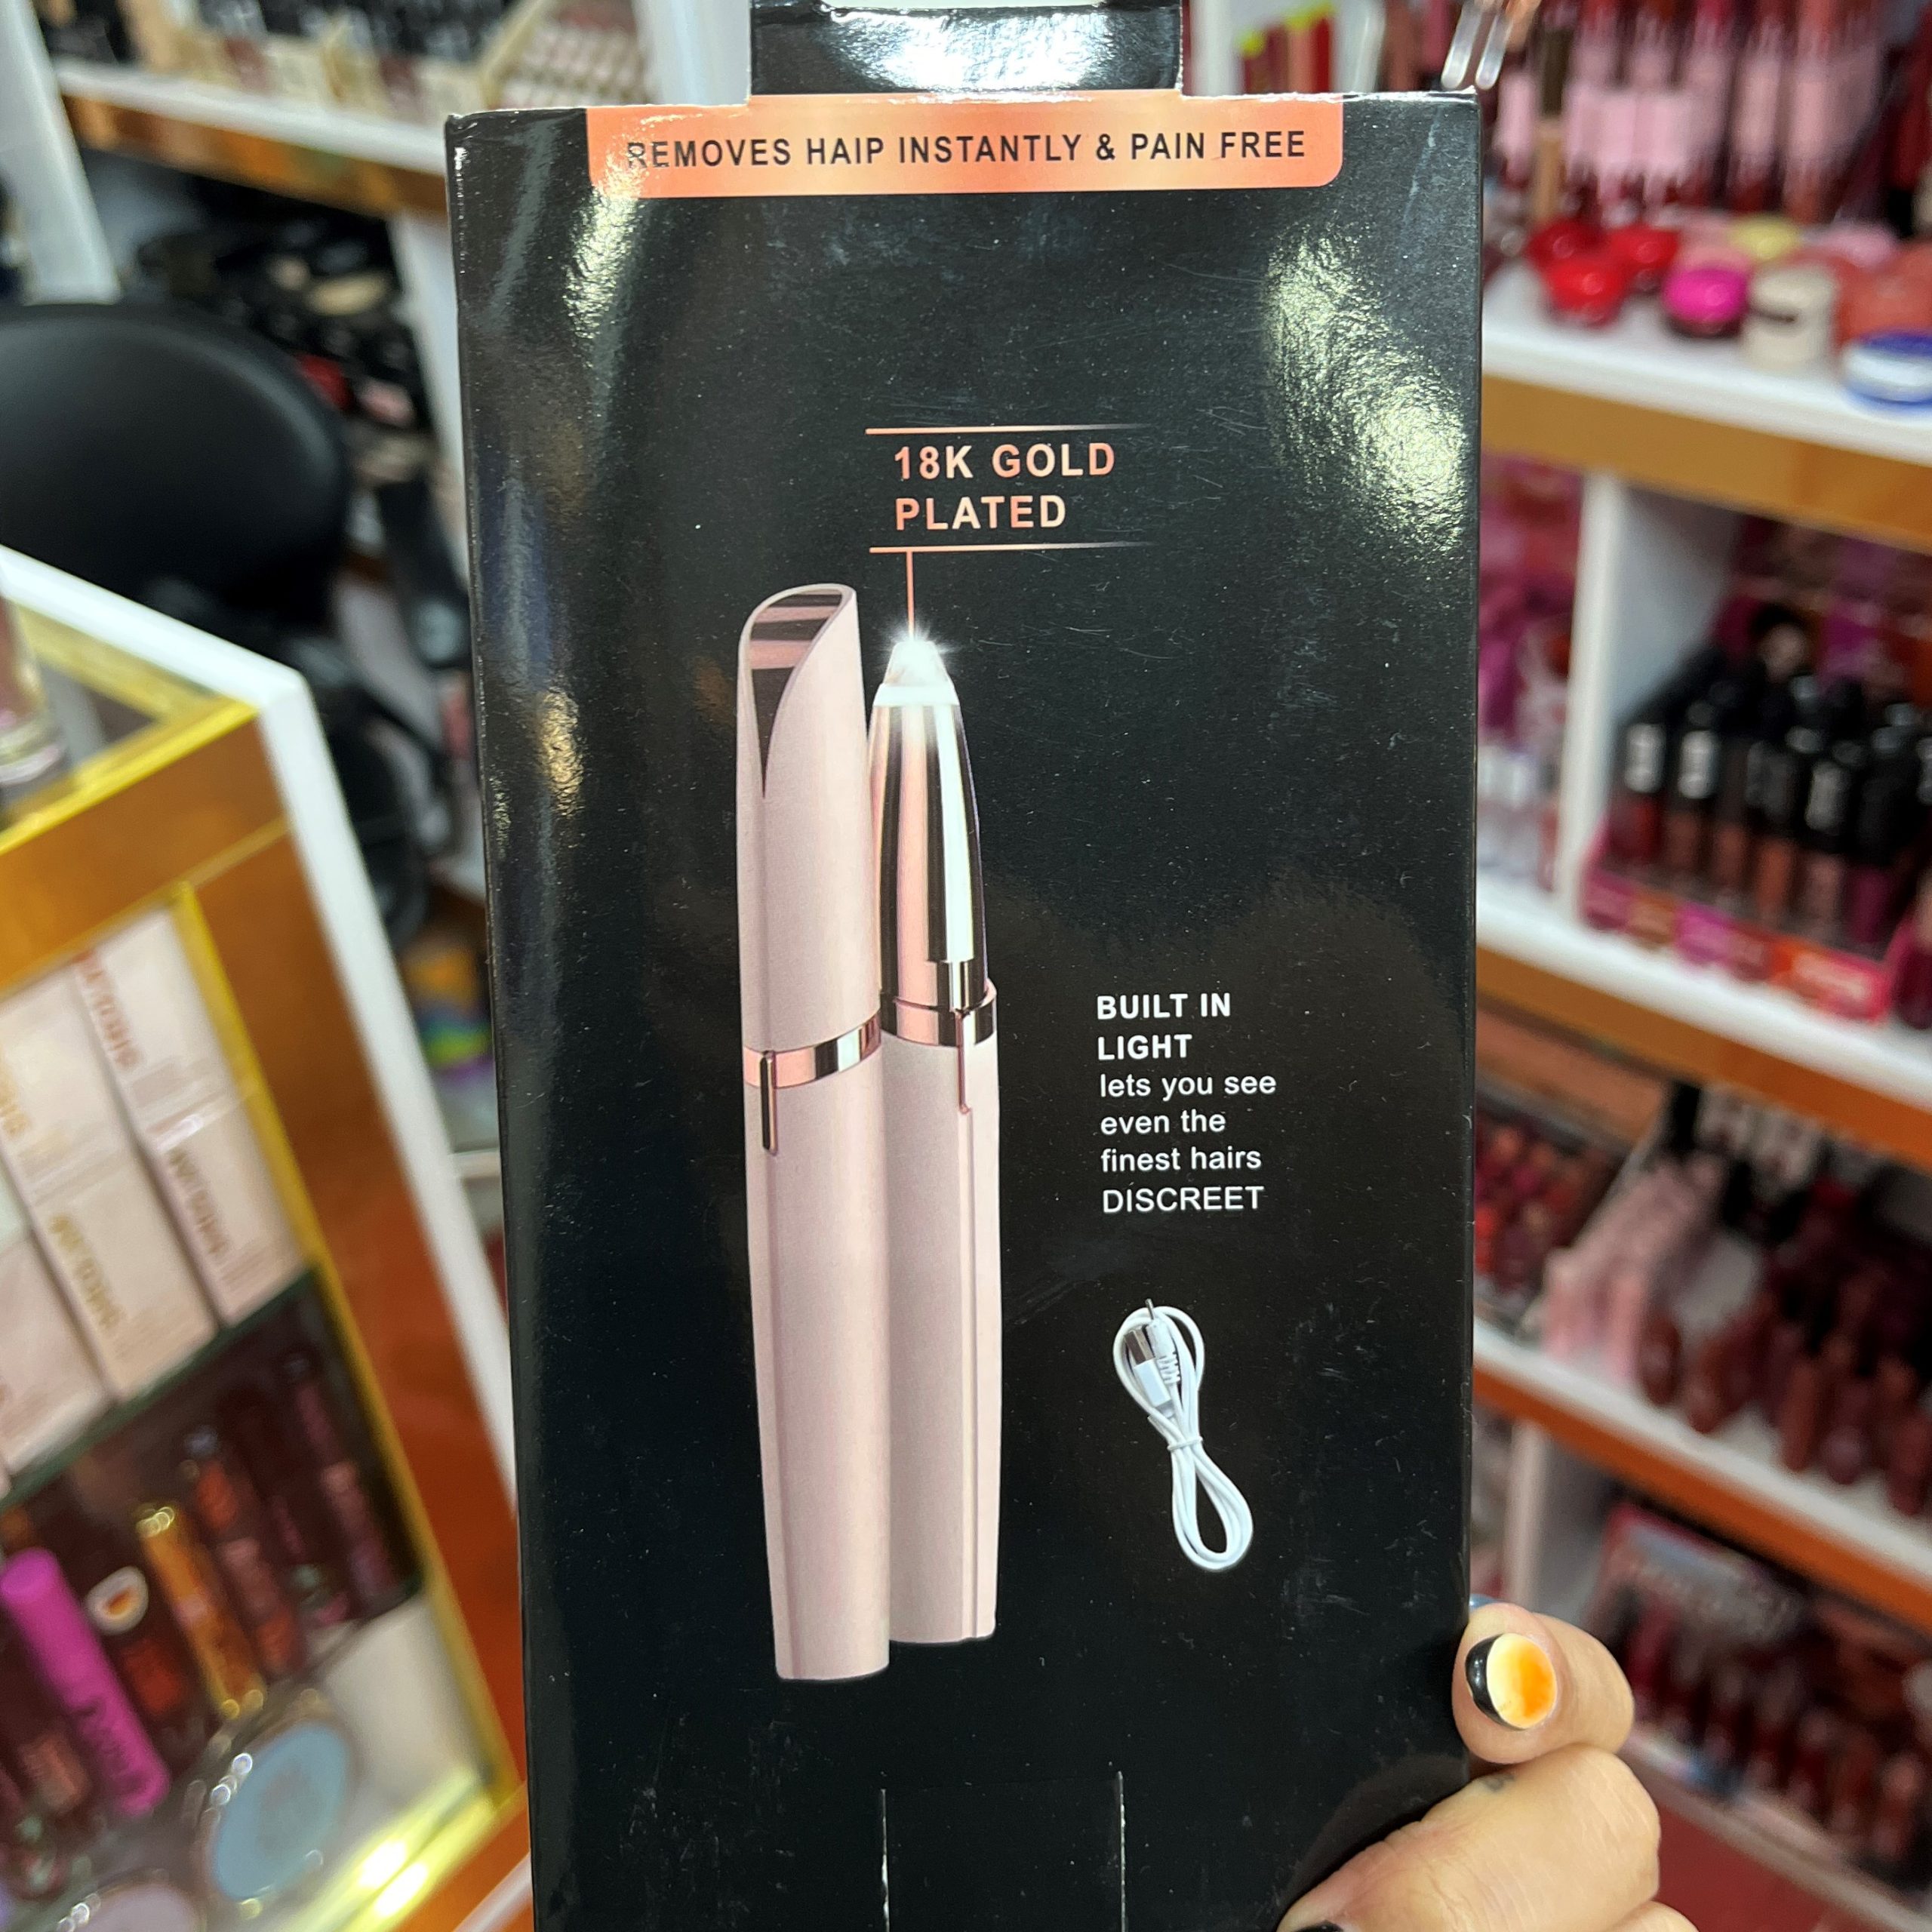 REMOVES HAIP INSTANTLY & PAIN FREE
18K GOLD
PLATED
BUILT IN
LIGHT
lets you see
even the
finest hairs
DISCREET